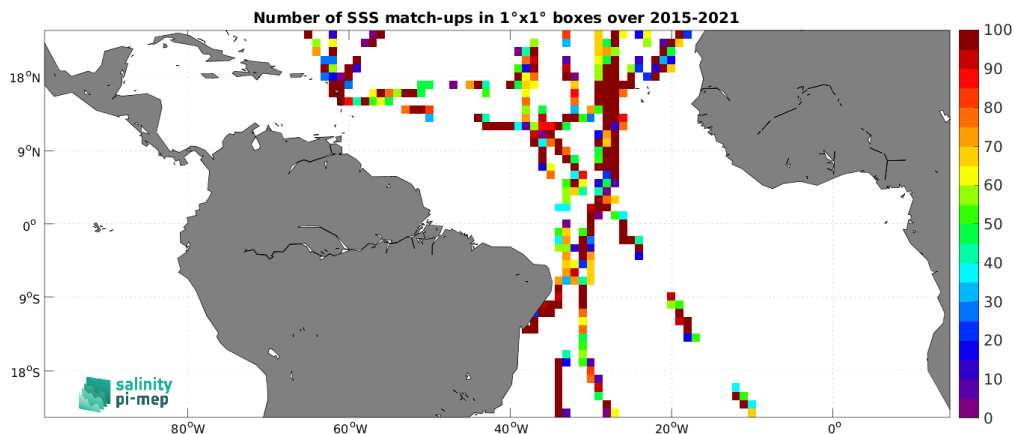 Number of SSS match-ups in 1°x1° boxes over 2015-2021
100
90
80
70
60
50
40
30
20
10
0
18°N
9°N
0°
9°S
18°S
salinity
pi-mep
80°W
60°W
40°W
20°W
0°